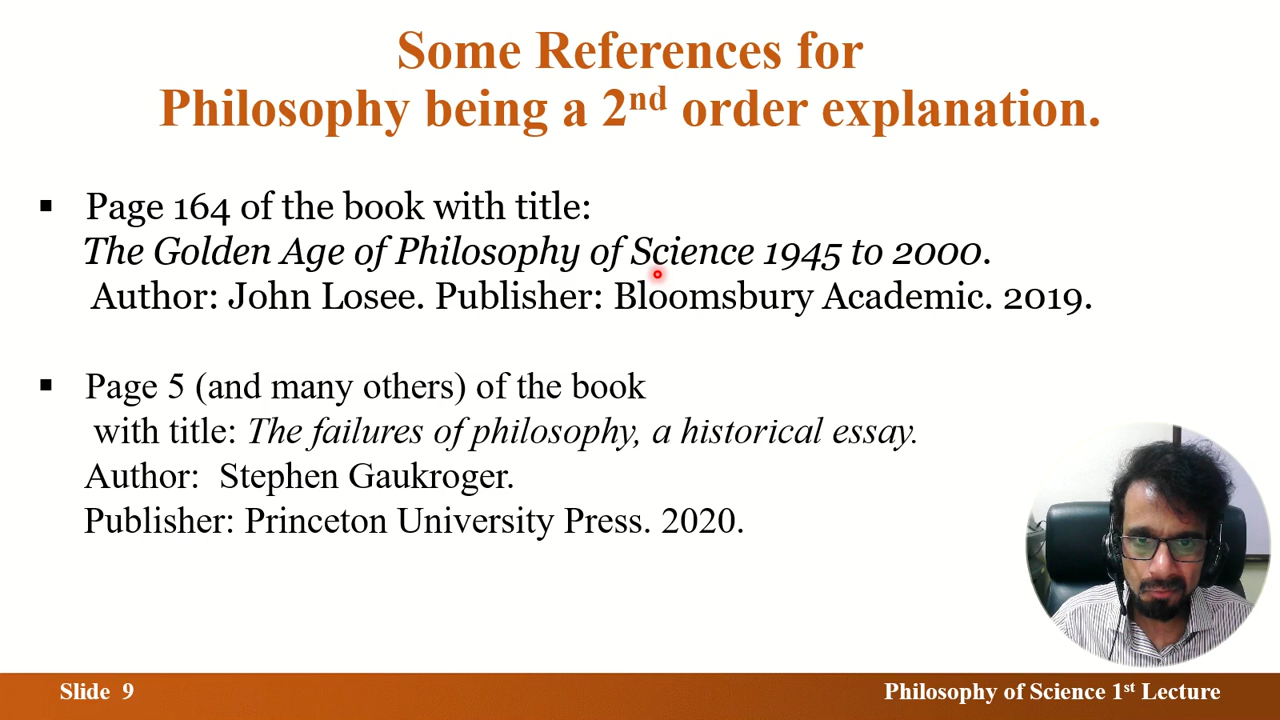 Some References for
Philosophy being a 2nd order explanation.
▪ Page 164 of the book with title:
The Golden Age of Philosophy of Science 1945 to 2000.
Author: John Losee. Publisher: Bloomsbury Academic. 2019.
▪ Page 5 (and many others) of the book
with title: The failures of philosophy, a historical essay.
Author: Stephen Gaukroger.
Publisher: Princeton University Press. 2020.
Slide 9
Philosophy of Science 1st Lecture